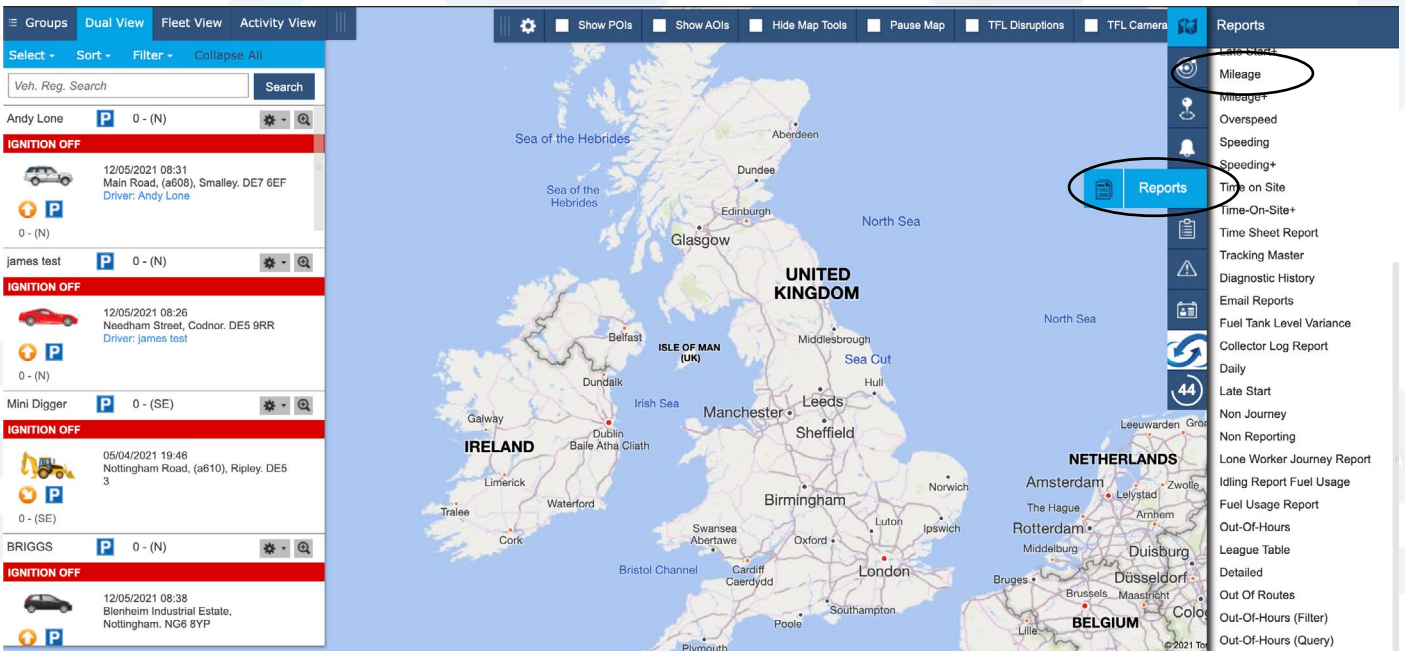 Groups
Dual View
Fleet View
Activity View
Select
Sort
Filter
Collapse All
Veh. Reg. Search
Search
Andy Lone
P
0 - (N)
IGNITION OFF
12/05/2021 08:31
Main Road, (a608), Smalley. DE7 6EF
Driver: Andy Lone
P
0 - (N)
james test
P
0 - (N)
IGNITION OFF
12/05/2021 08:26
Needham Street, Codnor. DE5 9RR
Driver: james test
P
0 - (N)
Mini Digger
P
0 - (SE)
IGNITION OFF
05/04/2021 19:46
Nottingham Road, (a610), Ripley. DE5
3
P
0 - (SE)
BRIGGS
P
0 - (N)
IGNITION OFF
12/05/2021 08:38
Blenheim Industrial Estate,
Nottingham. NG6 8YP
P
Show POIs
Show AOIs
Hide Map Tools
Pause Map
TFL Disruptions
TFL Camera
Sea of the Hebrides
Aberdeen
Dundee
Sea of the
Hebrides
Edinburgh
North Sea
Glasgow
UNITED
KINGDOM
North Sea
Belfast
ISLE OF MAN
(UK)
Middlesbrough
Sea Cut
Dundalk
Hull
Irish Sea
Leeds
Galway
Manchester
Dublin
Baile Atha Cliath
Sheffield
Leeuwarden
Gron
IRELAND
NETHERLANDS
Limerick
Amsterdam
Lelystad
Zwolle
Norwich
Birmingham
Tralee
Waterford
The Hague
Arnhem
Cork
Swansea
Abertawe
Luton
Ipswich
Rotterdam
Oxford
Middelburg
Duisburg
Bristol Channel
Cardiff
Caerdydd
London
Bruges
Düsseldorf
Brussels
Maastricht
Southampton
Colo
Poole
BELGIUM
Lille
Plymouth
© 2021 To
Reports
44
Reports
Late Start+
Mileage
Mileage+
Overspeed
Speeding
Speeding+
Time on Site
Time-On-Site+
Time Sheet Report
Tracking Master
Diagnostic History
Email Reports
Fuel Tank Level Variance
Collector Log Report
Daily
Late Start
Non Journey
Non Reporting
Lone Worker Journey Report
Idling Report Fuel Usage
Fuel Usage Report
Out-Of-Hours
League Table
Detailed
Out Of Routes
Out-Of-Hours (Filter)
Out-Of-Hours (Query)